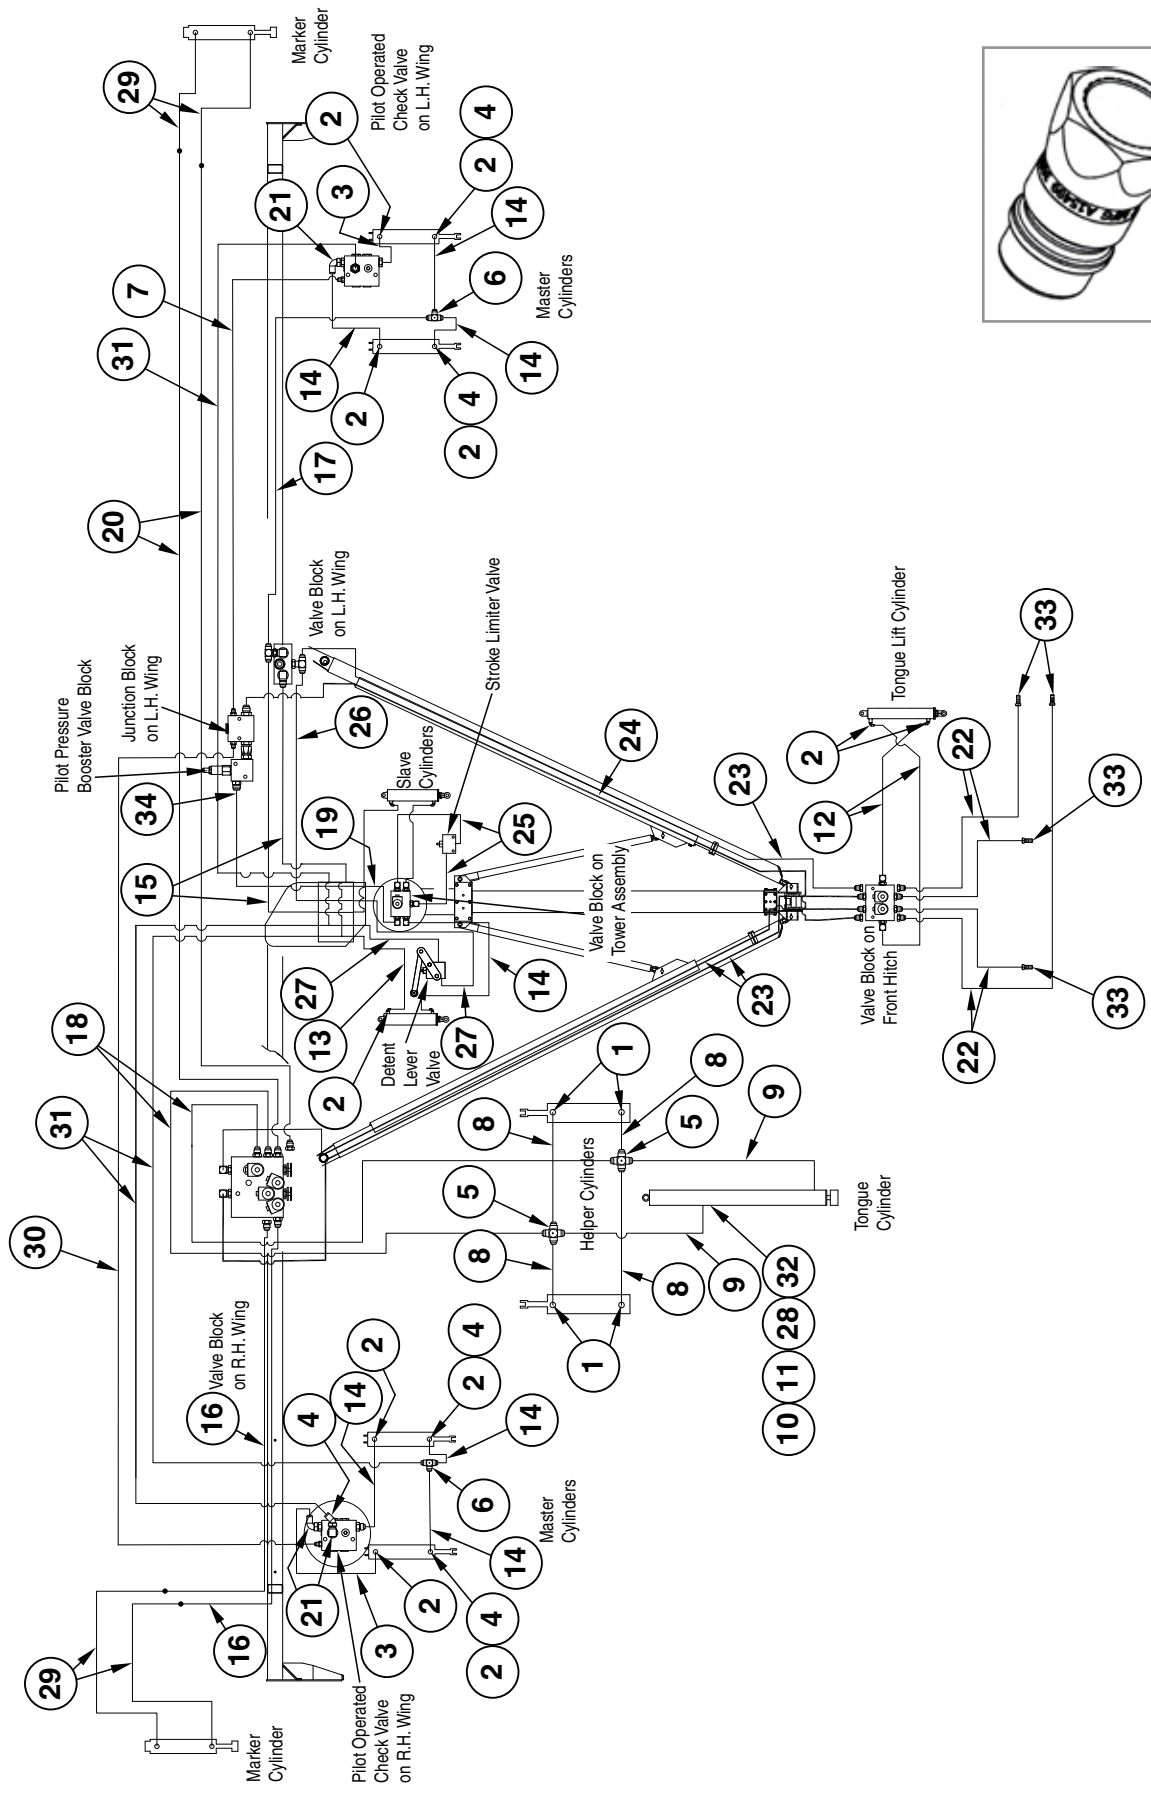 29
30
31
18
Pilot Pressure
Booster Valve Block
Junction Block
on L.H. Wing
20
31
7
29
Marker
Cylinder
Marker
Cylinder
16
16
Valve Block
on R.H. Wing
15
34
26
Valve Block
on L.H. Wing
17
14
21
3
2
Pilot Operated
Check Valve
on L.H. Wing
21
4
14
2
3
Pilot Operated
Check Valve
on R.H. Wing
2
Detent
Lever
Valve
13
27
19
Slave
Cylinders
Stroke Limiter Valve
2
2
4
2
4
2
2
4
2
4
14
6
14
Master
Cylinders
14
6
14
Master
Cylinders
27
14
25
Valve Block on
Tower Assembly
24
8
5
8
Helper Cylinders
1
1
8
5
8
9
9
10
11
28
32
Tongue
Cylinder
23
23
12
2
Tongue Lift Cylinder
Valve Block on
Front Hitch
22
22
33
33
33